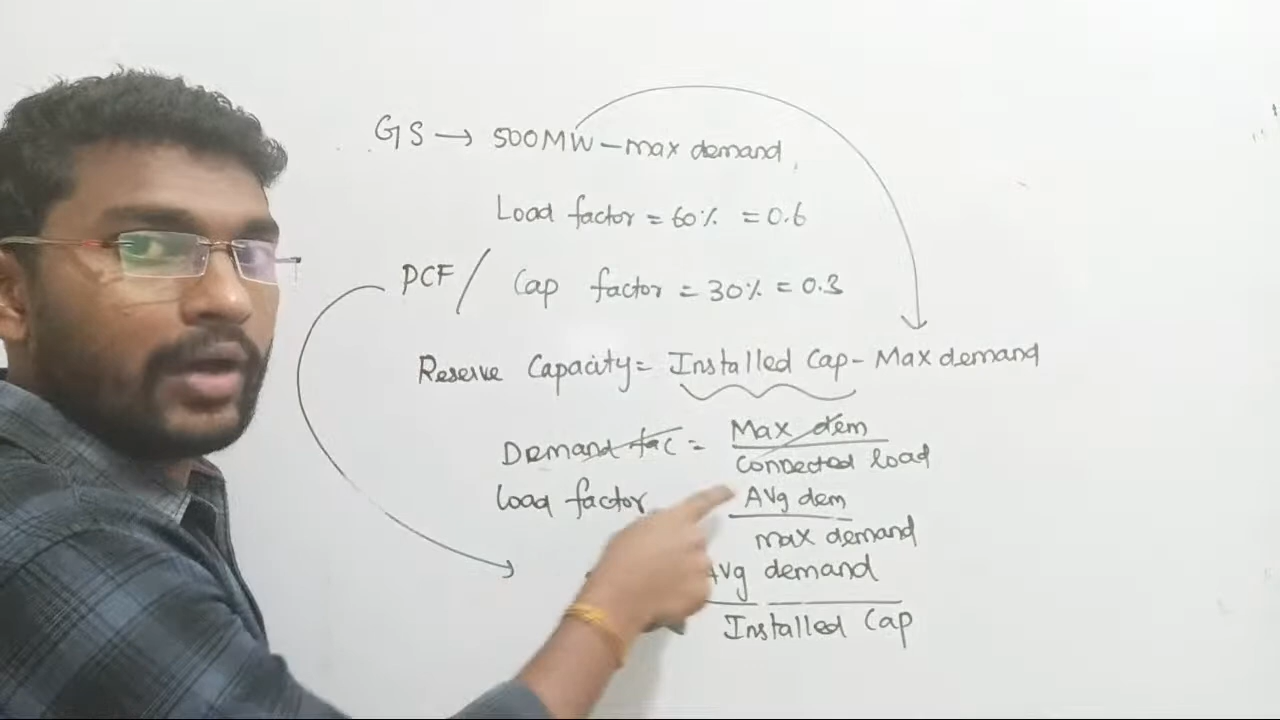 GS → 500MW - max demand
Load factor = 60% = 0.6
PCF / Cap factor = 30% = 0.3
Reserve Capacity = Installed Cap - Max demand
Demand fac = Max dem
Connected load
load factor Avg dem
max demand
Avg demand
Installed Cap